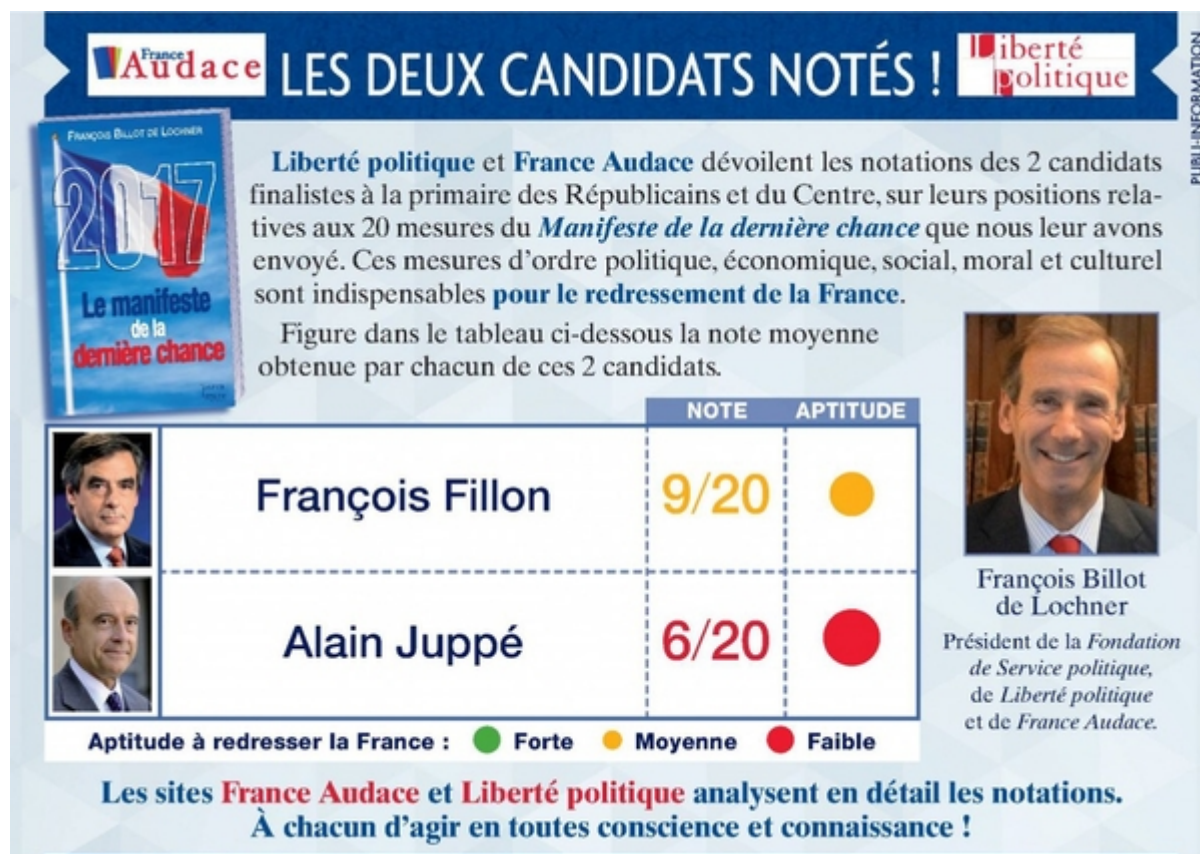 France
Audace
LES DEUX CANDIDATS NOTÉS !
Liberté
politique
PUBLI-INFORMATION
FRANÇOIS BILLOT DE LOCHNER
2017
Le manifeste
de la
dernière chance
Liberté politique et France Audace dévoilent les notations des 2 candidats
finalistes à la primaire des Républicains et du Centre, sur leurs positions rela-
tives aux 20 mesures du Manifeste de la dernière chance que nous leur avons
envoyé. Ces mesures d'ordre politique, économique, social, moral et culturel
sont indispensables pour le redressement de la France.
Figure dans le tableau ci-dessous la note moyenne
obtenue par chacun de ces 2 candidats.
NOTE APTITUDE
François Fillon 9/20
Alain Juppé 6/20
Aptitude à redresser la France : Forte Moyenne Faible
François Billot
de Lochner
Président de la Fondation
de Service politique,
de Liberté politique
et de France Audace.
Les sites France Audace et Liberté politique analysent en détail les notations.
À chacun d'agir en toutes conscience et connaissance !